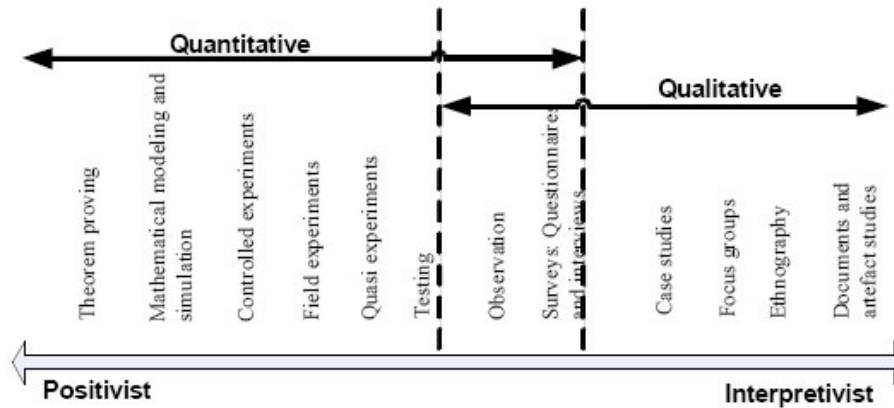 Quantitative
Qualitative
Theorem proving
Mathematical modeling and
simulation
Controlled experiments
Field experiments
Quasi experiments
Testing
Observation
Surveys: Questionnaires
and interviews
Case studies
Focus groups
Ethnography
Documents and
artefact studies
Positivist
Interpretivist